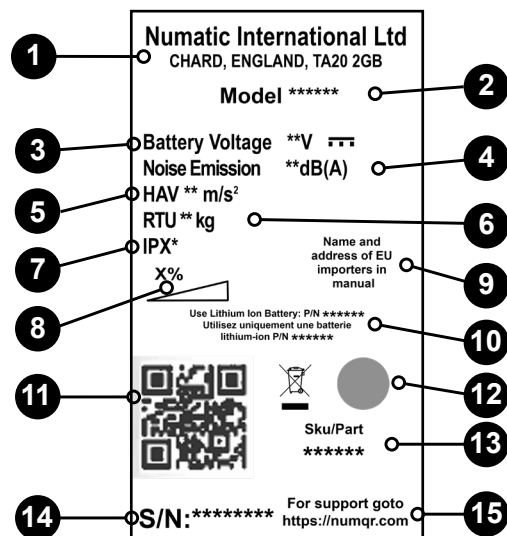 Numatic International Ltd
CHARD, ENGLAND, TA20 2GB
1
Model ******
2
3
Battery Voltage **V
Noise Emission **dB(A)
4
5
HAV ** m/s²
RTU ** kg
6
7
IPX*
Name and
address of EU
importers in
manual
9
X%
8
Use Lithium Ion Battery: P/N ******
Utilisez uniquement une batterie
lithium-ion P/N ******
10
11
12
Sku/Part
******
13
14
S/N:********
For support goto
https://numqr.com
15